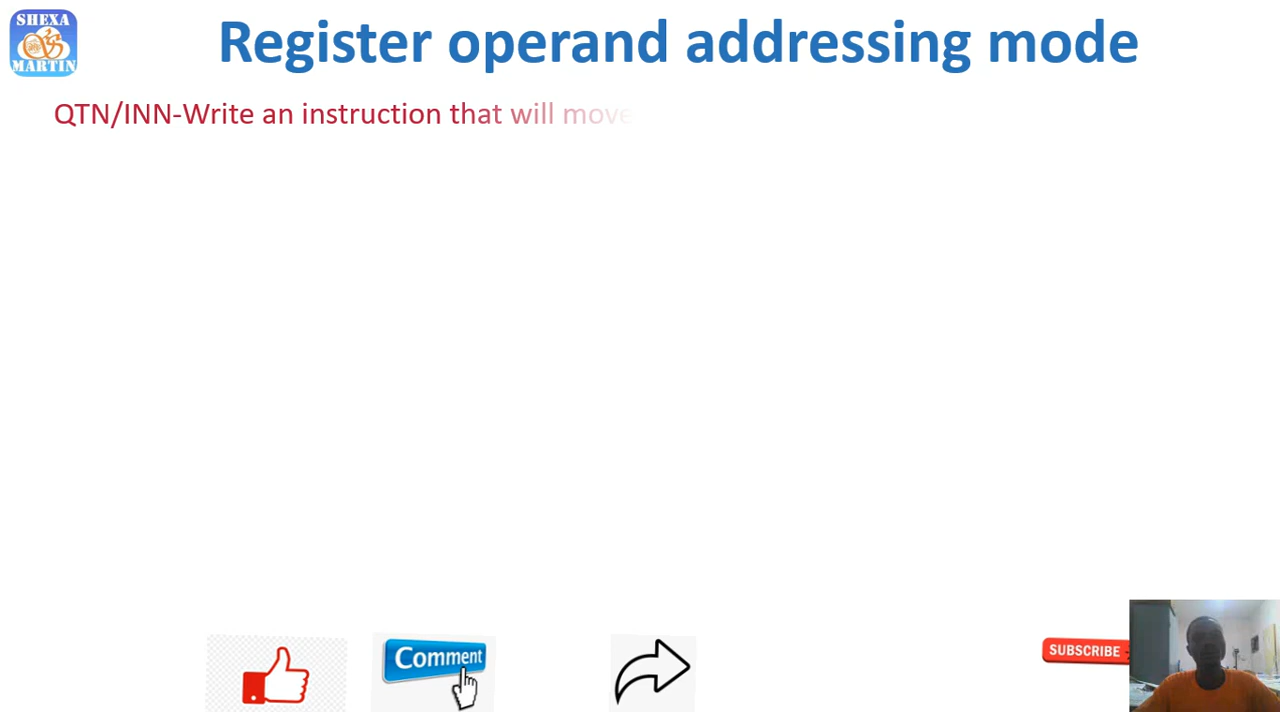 SHEXA
MARTIN
Register operand addressing mode
QTN/INN-Write an instruction that will move
Comment
SUBSCRIBE